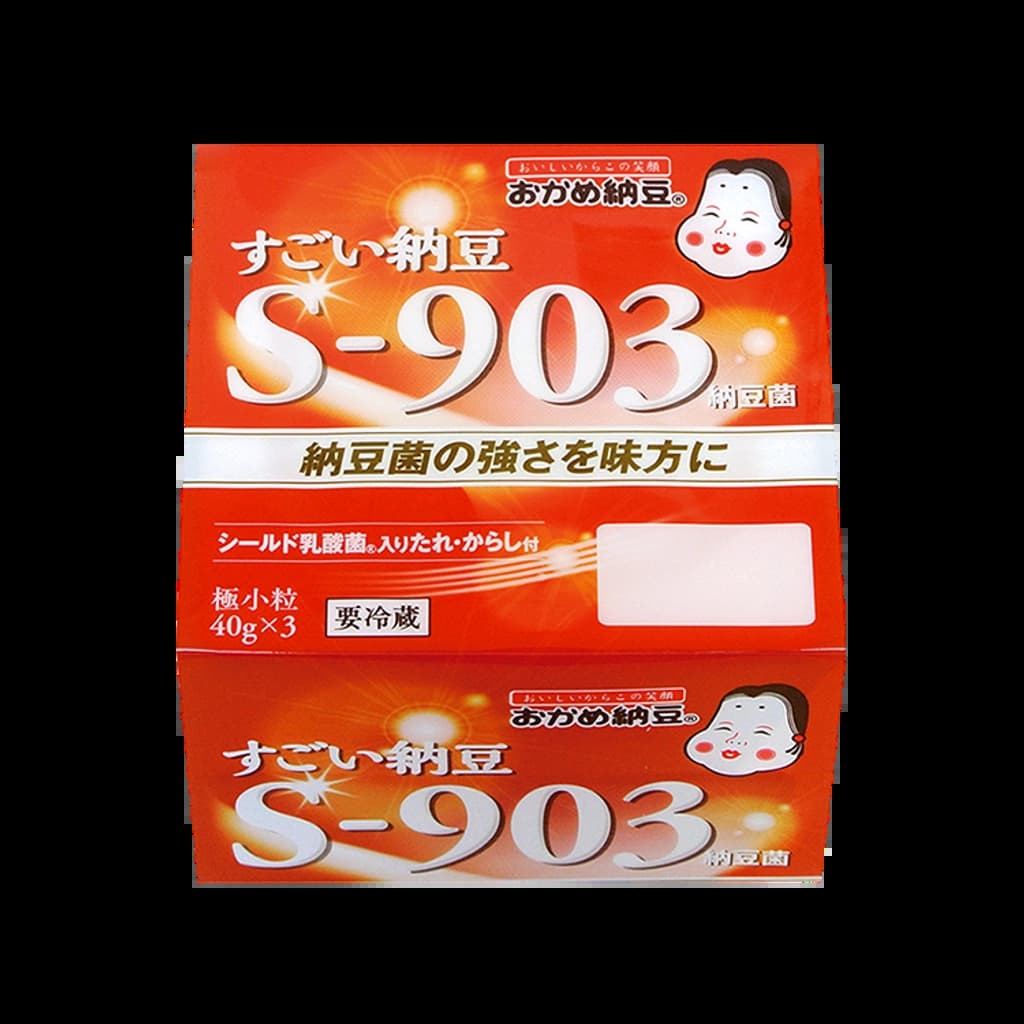 おいしいからこの笑顔
おかめ納豆®
すごい納豆
S-903
納豆菌
納豆菌の強さを味方に
シールド乳酸菌®入りたれ・からし付
極小粒
40g×3
要冷蔵
おいしいからこの笑顔
おかめ納豆®
すごい納豆
S-903
納豆菌